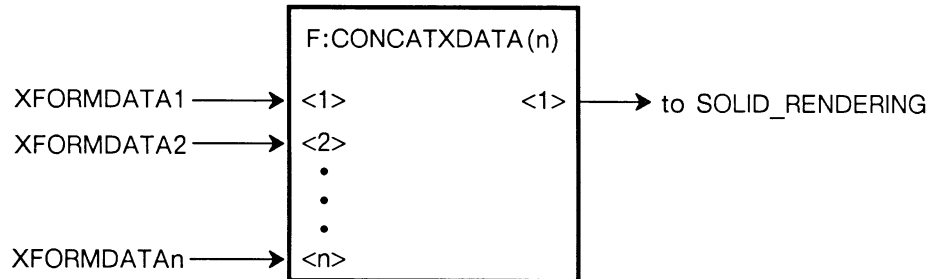 F:CONCATXDATA(n)
XFORMDATA1 <1> <1> to SOLID_RENDERING
XFORMDATA2 <2>
XFORMDATAn <n>